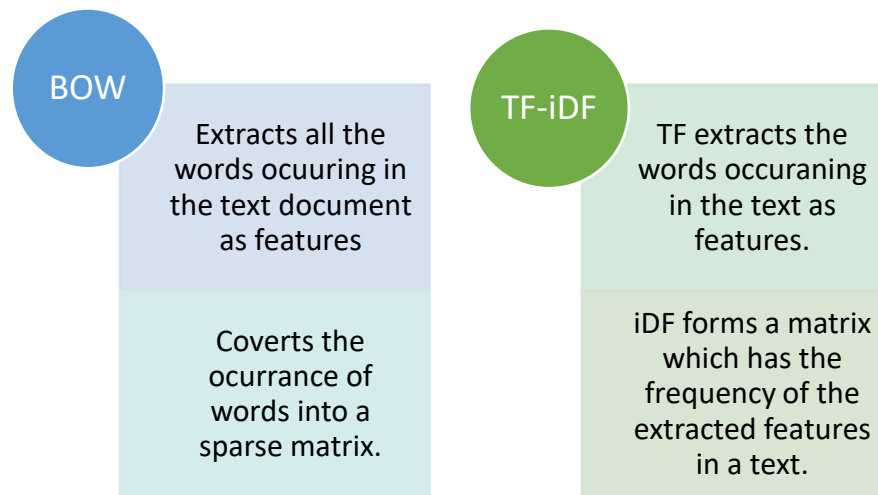 BOW
Extracts all the
words ocuuring in
the text document
as features
Coverts the
ocurrance of
words into a
sparse matrix.
TF-iDF
TF extracts the
words occuraning
in the text as
features.
iDF forms a matrix
which has the
frequency of the
extracted features
in a text.